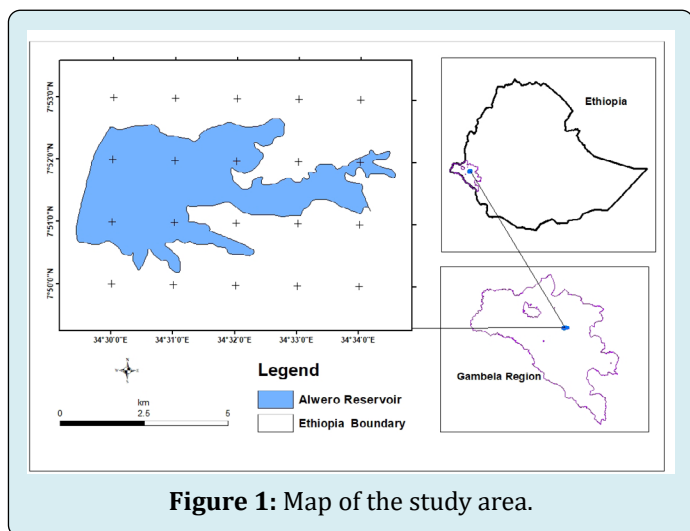 Ethiopia
7°53'0"N
7°52'0"N
7°51'0"N
7°50'0"N
34°30'0"E
34°31'0"E
34°32'0"E
34°33'0"E
34°34'0"E
Gambela Region
N
Legend
km
Alwero Reservoir
0
2.5
5
Ethiopia Boundary
Figure 1: Map of the study area.